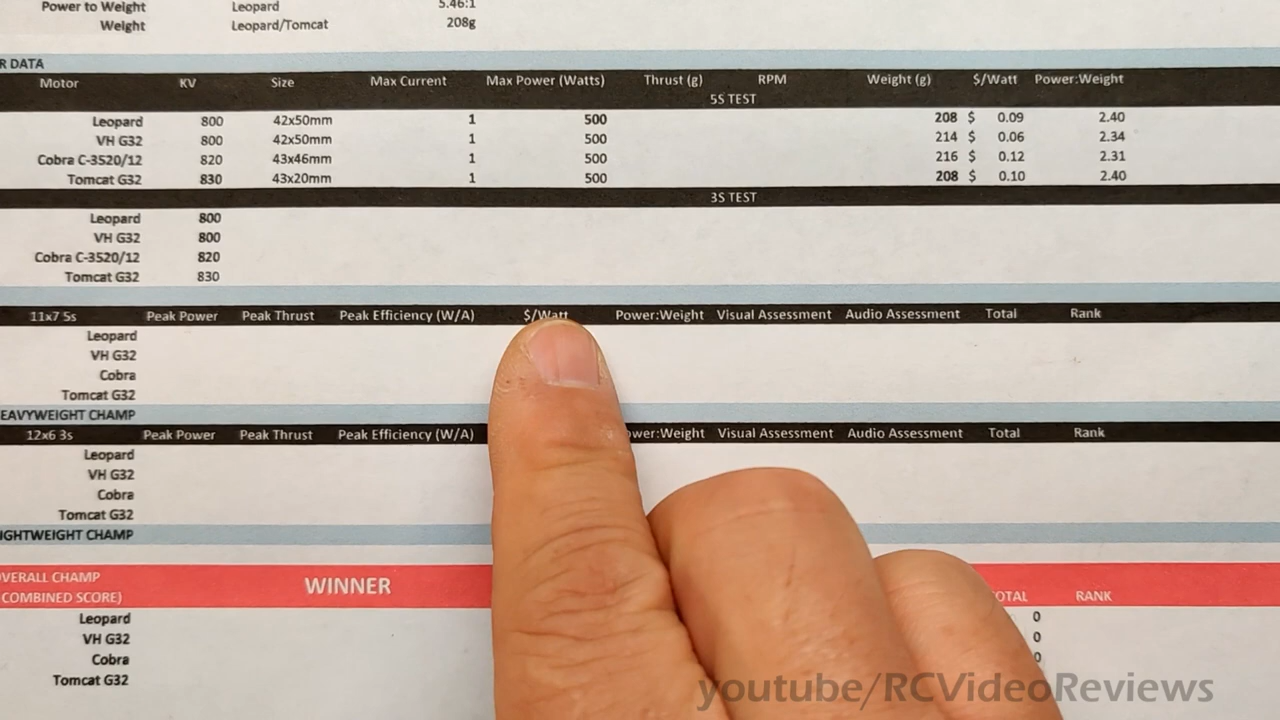 Power to Weight Leopard 5.46:1
Weight Leopard/Tomcat 208g
R DATA
Motor KV Size Max Current Max Power (Watts) Thrust (g) RPM Weight (g) $/Watt Power:Weight
5S TEST
Leopard 800 42x50mm 1 500 208 $ 0.09 2.40
VH G32 800 42x50mm 1 500 214 $ 0.06 2.34
Cobra C-3520/12 820 43x46mm 1 500 216 $ 0.12 2.31
Tomcat G32 830 43x20mm 1 500 208 $ 0.10 2.40
3S TEST
Leopard 800
VH G32 800
Cobra C-3520/12 820
Tomcat G32 830
11x7 5s Peak Power Peak Thrust Peak Efficiency (W/A) $/Watt Power:Weight Visual Assessment Audio Assessment Total Rank
Leopard
VH G32
Cobra
Tomcat G32
EAVYWEIGHT CHAMP
12x6 3s Peak Power Peak Thrust Peak Efficiency (W/A) ower:Weight Visual Assessment Audio Assessment Total Rank
Leopard
VH G32
Cobra
Tomcat G32
IGHTWEIGHT CHAMP
VERALL CHAMP WINNER
COMBINED SCORE) OTAL RANK
Leopard 0
VH G32 0
Cobra 0
Tomcat G32
youtube/RCVideoReviews